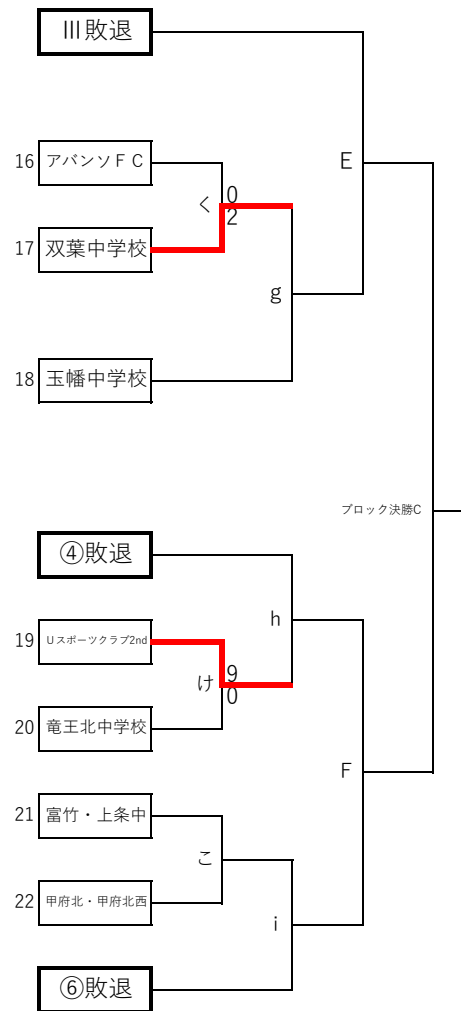 Ⅲ敗退
E
16 アバンソＦＣ
く
0
2
17 双葉中学校
g
18 玉幡中学校
ブロック決勝C
④敗退
h
19 Uスポーツクラブ2nd
け
9
0
20 竜王北中学校
F
21 富竹・上条中
こ
22 甲府北・甲府北西
i
⑥敗退